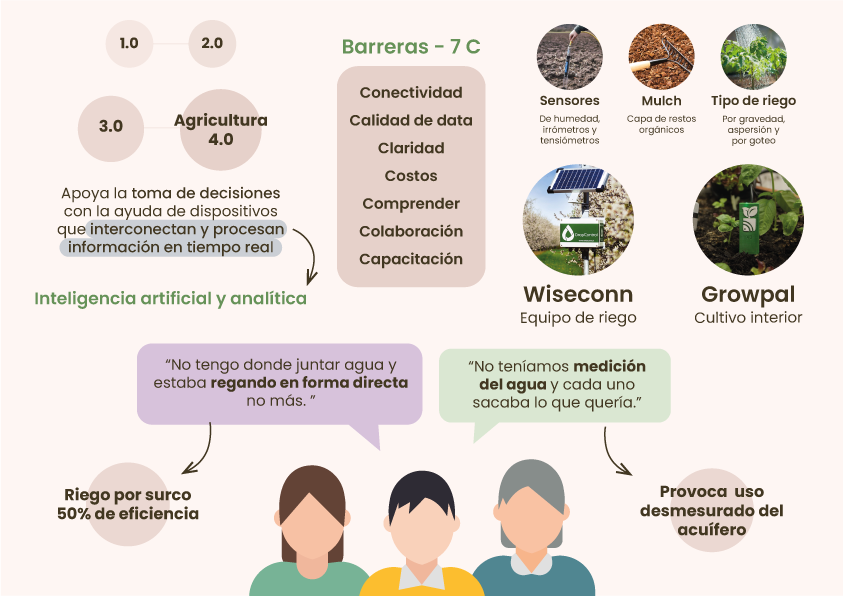 1.0
2.0
3.0
Agricultura
4.0
Apoya la toma de decisiones
con la ayuda de dispositivos
que interconectan y procesan
información en tiempo real
Inteligencia artificial y analítica
Barreras - 7 C
Conectividad
Calidad de data
Claridad
Costos
Comprender
Colaboración
Capacitación
Sensores
De humedad,
irrómetros y
tensiómetros
Mulch
Capa de restos
orgánicos
Tipo de riego
Por gravedad,
aspersión y
por goteo
DropControl
Wiseconn
Equipo de riego
Growpal
Cultivo interior
“No tengo donde juntar agua y
estaba regando en forma directa
no más. ”
“No teníamos medición
del agua y cada uno
sacaba lo que quería.”
Riego por surco
50% de eficiencia
Provoca uso
desmesurado del
acuífero